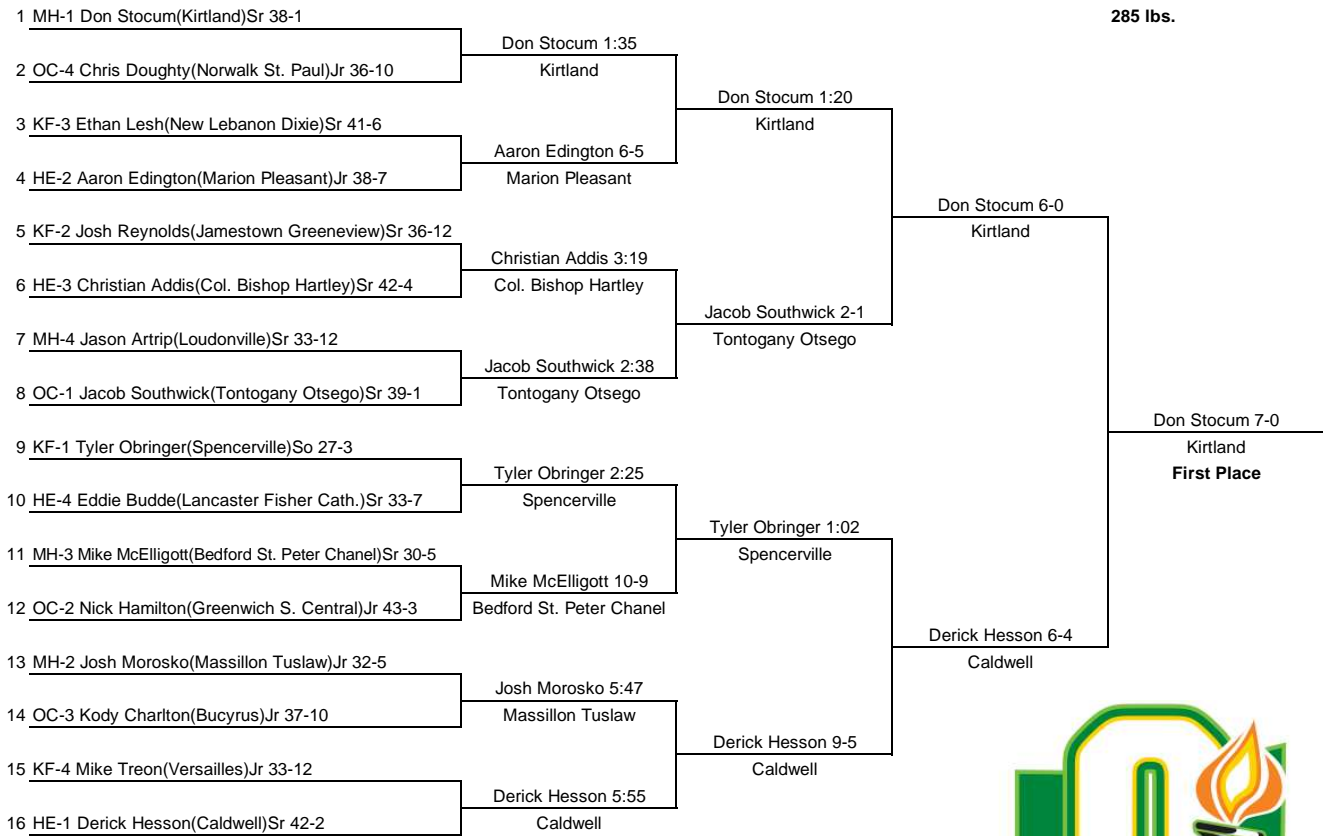 285 lbs.
1 MH-1 Don Stocum(Kirtland)Sr 38-1
Don Stocum 1:35
2 OC-4 Chris Doughty(Norwalk St. Paul)Jr 36-10
Kirtland
Don Stocum 1:20
3 KF-3 Ethan Lesh(New Lebanon Dixie)Sr 41-6
Kirtland
Aaron Edington 6-5
4 HE-2 Aaron Edington(Marion Pleasant)Jr 38-7
Marion Pleasant
Don Stocum 6-0
5 KF-2 Josh Reynolds(Jamestown Greeneview)Sr 36-12
Kirtland
Christian Addis 3:19
6 HE-3 Christian Addis(Col. Bishop Hartley)Sr 42-4
Col. Bishop Hartley
Jacob Southwick 2-1
7 MH-4 Jason Artrip(Loudonville)Sr 33-12
Tontogany Otsego
Jacob Southwick 2:38
8 OC-1 Jacob Southwick(Tontogany Otsego)Sr 39-1
Tontogany Otsego
Don Stocum 7-0
9 KF-1 Tyler Obringer(Spencerville)So 27-3
Kirtland
Tyler Obringer 2:25
First Place
10 HE-4 Eddie Budde(Lancaster Fisher Cath.)Sr 33-7
Spencerville
Tyler Obringer 1:02
11 MH-3 Mike McElligott(Bedford St. Peter Chanel)Sr 30-5
Spencerville
Mike McElligott 10-9
12 OC-2 Nick Hamilton(Greenwich S. Central)Jr 43-3
Bedford St. Peter Chanel
Derick Hesson 6-4
13 MH-2 Josh Morosko(Massillon Tuslaw)Jr 32-5
Caldwell
Josh Morosko 5:47
14 OC-3 Kody Charlton(Bucyrus)Jr 37-10
Massillon Tuslaw
Derick Hesson 9-5
15 KF-4 Mike Treon(Versailles)Jr 33-12
Caldwell
Derick Hesson 5:55
16 HE-1 Derick Hesson(Caldwell)Sr 42-2
Caldwell